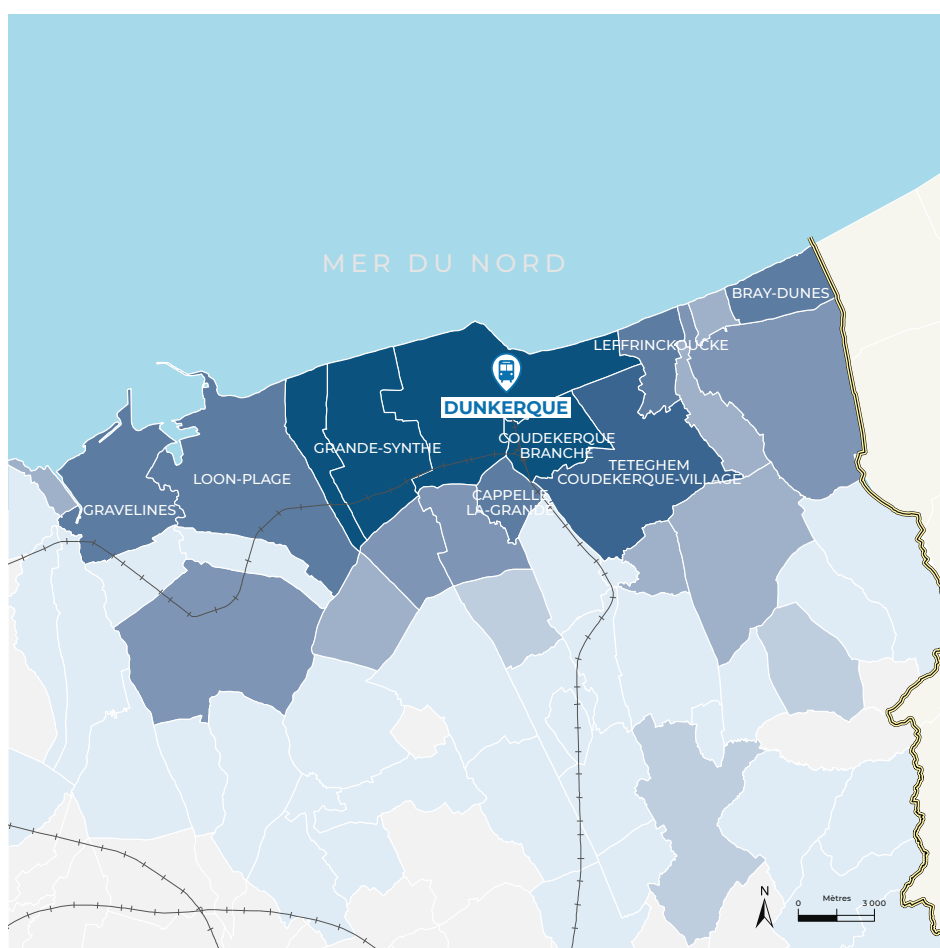 MER DU NORD
BRAY-DUNES
LEFFRINCKOUCKE
DUNKERQUE
COUDEKERQUE
BRANCHE
GRANDE-SYNTHE
TETEGHEM
COUDEKERQUE-VILLAGE
LOON-PLAGE
CAPPELLE
LA-GRANDE
GRAVELINES
N
Mètres
0 3 000